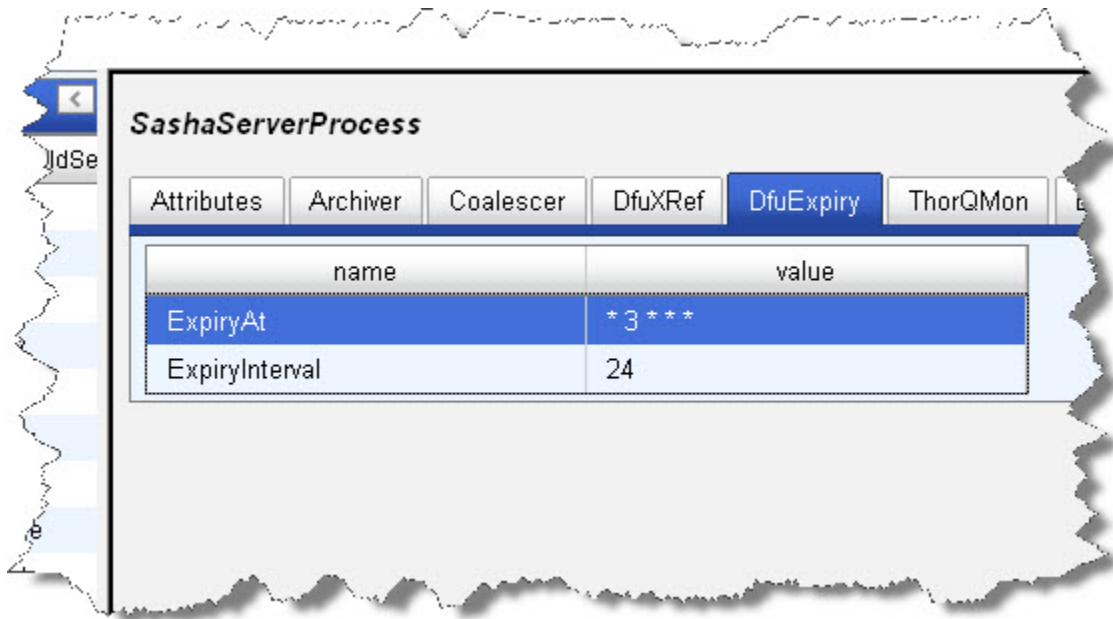 SashaServerProcess
Attributes Archiver Coalescer DfuXRef DfuExpiry ThorQMon
name value
ExpiryAt * 3 * * *
ExpiryInterval 24